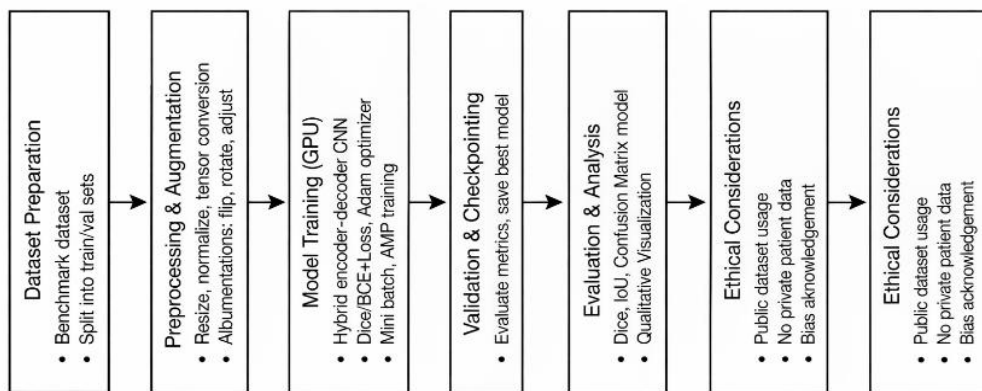 Dataset Preparation
• Benchmark dataset
• Split into train/val sets
Preprocessing & Augmentation
• Resize, normalize, tensor conversion
• Albumentations: flip, rotate, adjust
Model Training (GPU)
• Hybrid encoder-decoder CNN
• Dice/BCE+Loss, Adam optimizer
• Mini batch, AMP training
Validation & Checkpointing
• Evaluate metrics, save best model
Evaluation & Analysis
• Dice, IoU, Confusion Matrix model
• Qualitative Visualization
Ethical Considerations
• Public dataset usage
• No private patient data
• Bias aknowledgement
Ethical Considerations
• Public dataset usage
• No private patient data
• Bias acknowledgement